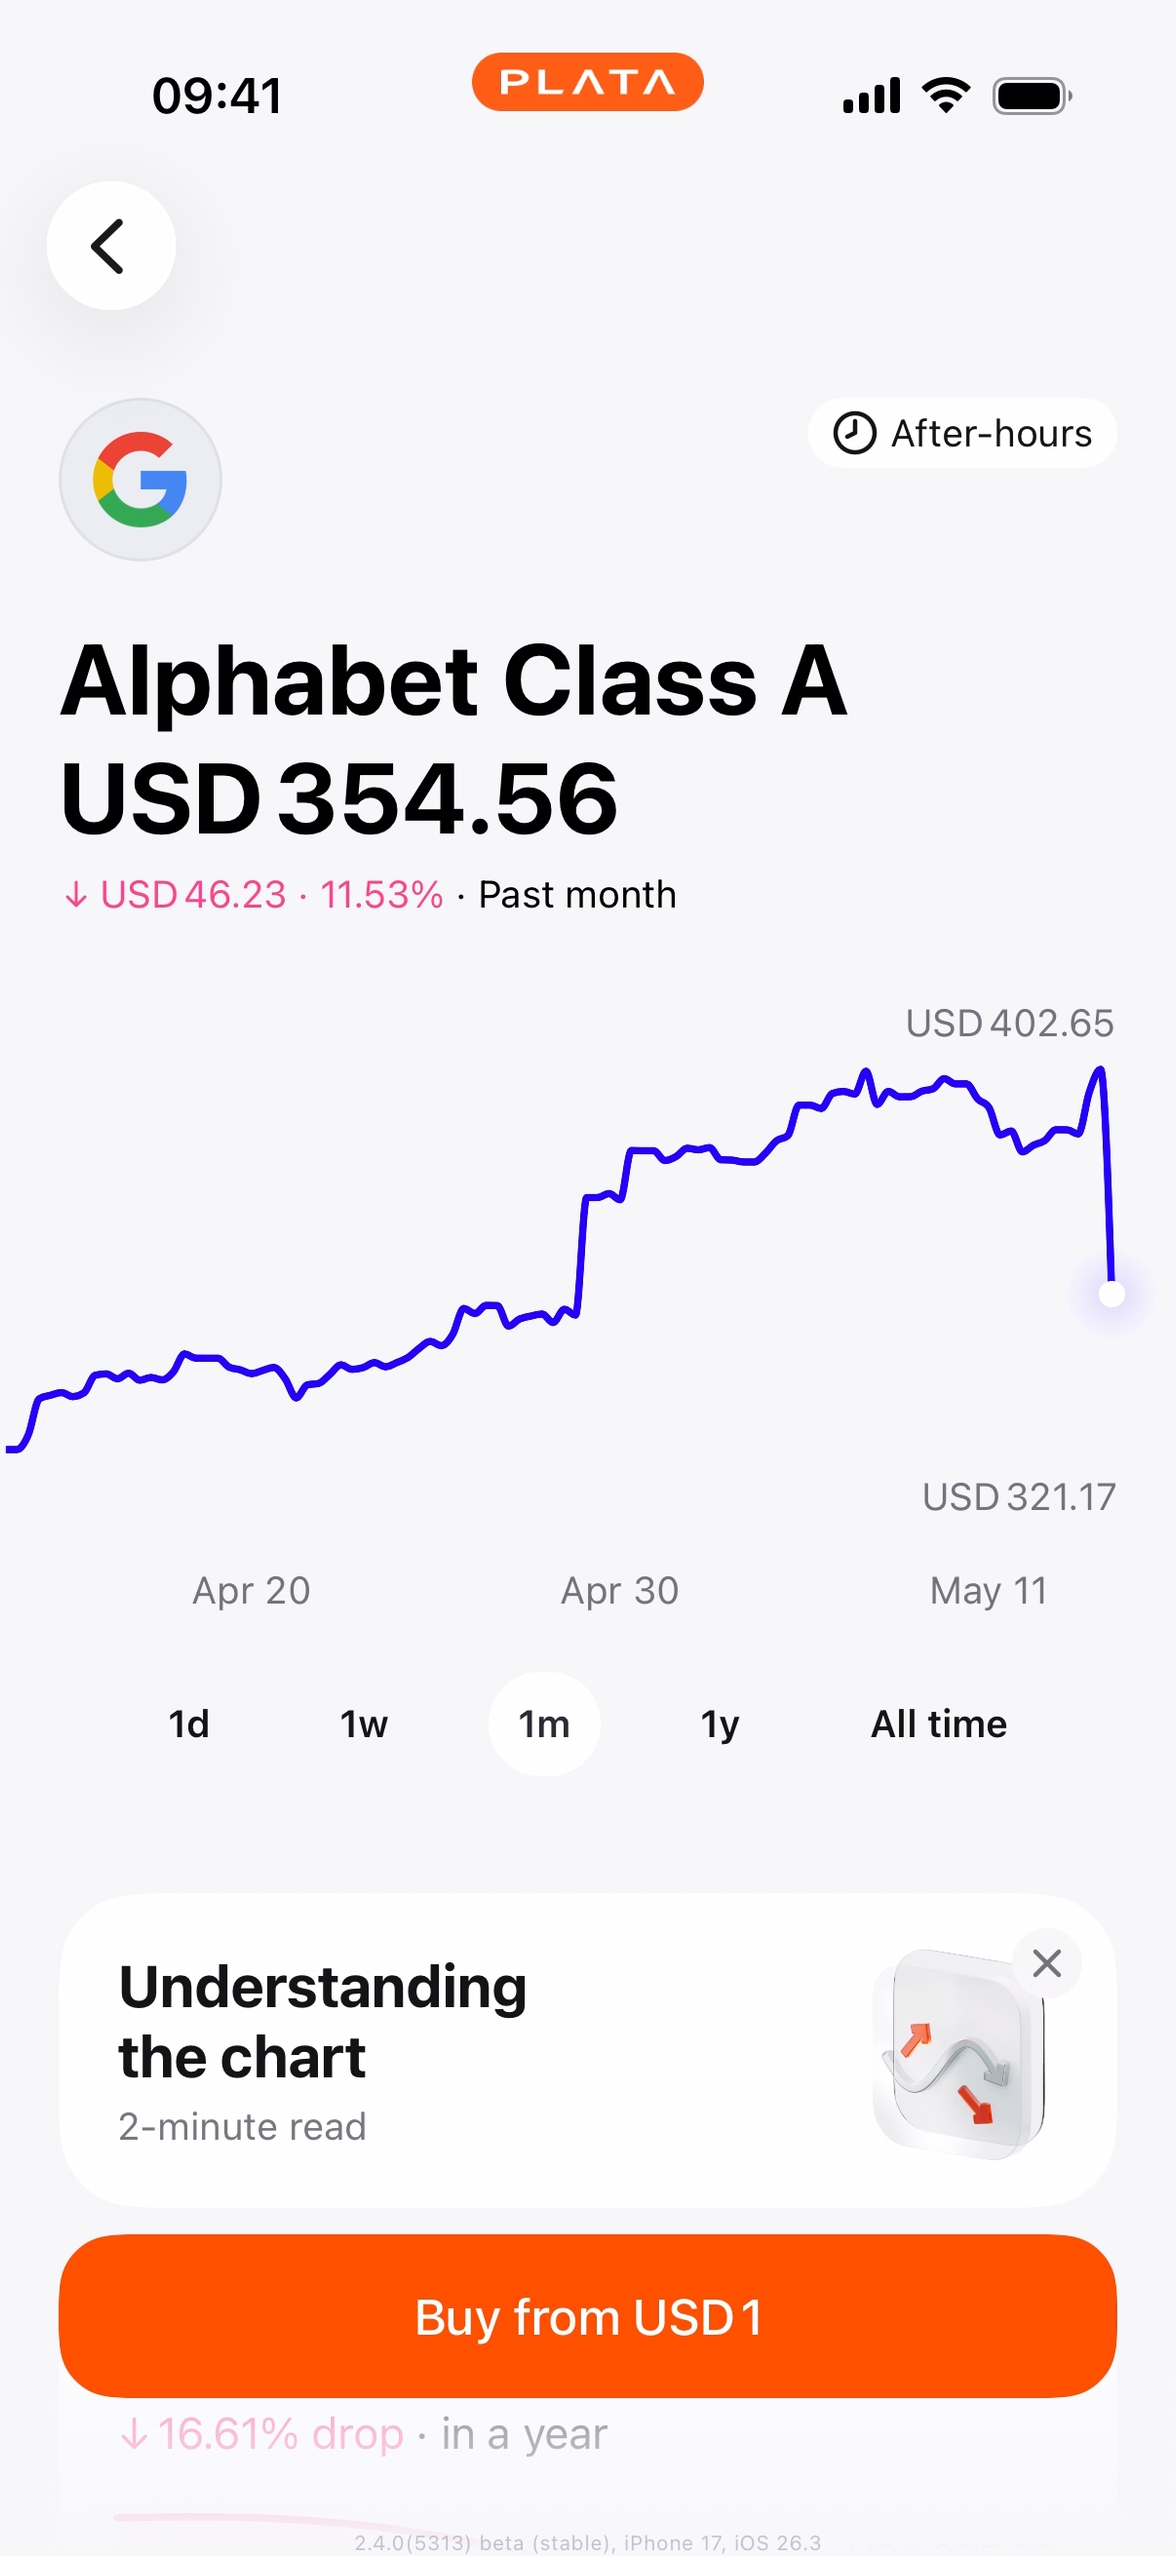 09:41
PLATA
After-hours
Alphabet Class A
USD 354.56
↓ USD 46.23 · 11.53% · Past month
USD 402.65
USD 321.17
Apr 20 Apr 30 May 11
1d 1w 1m 1y All time
Understanding
the chart
2-minute read
Buy from USD 1
↓ 16.61% drop · in a year
2.4.0(5313) beta (stable), iPhone 17, iOS 26.3